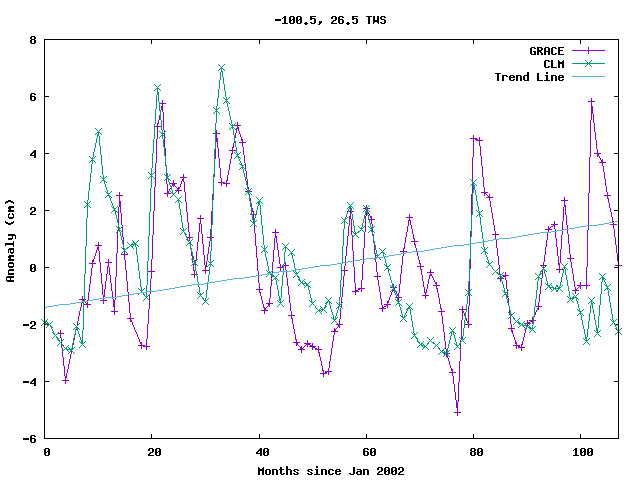 -100.5, 26.5 TWS
GRACE
CLM
Trend Line
Anomaly (cm)
8
6
4
2
0
-2
-4
-6
0 20 40 60 80 100
Months since Jan 2002